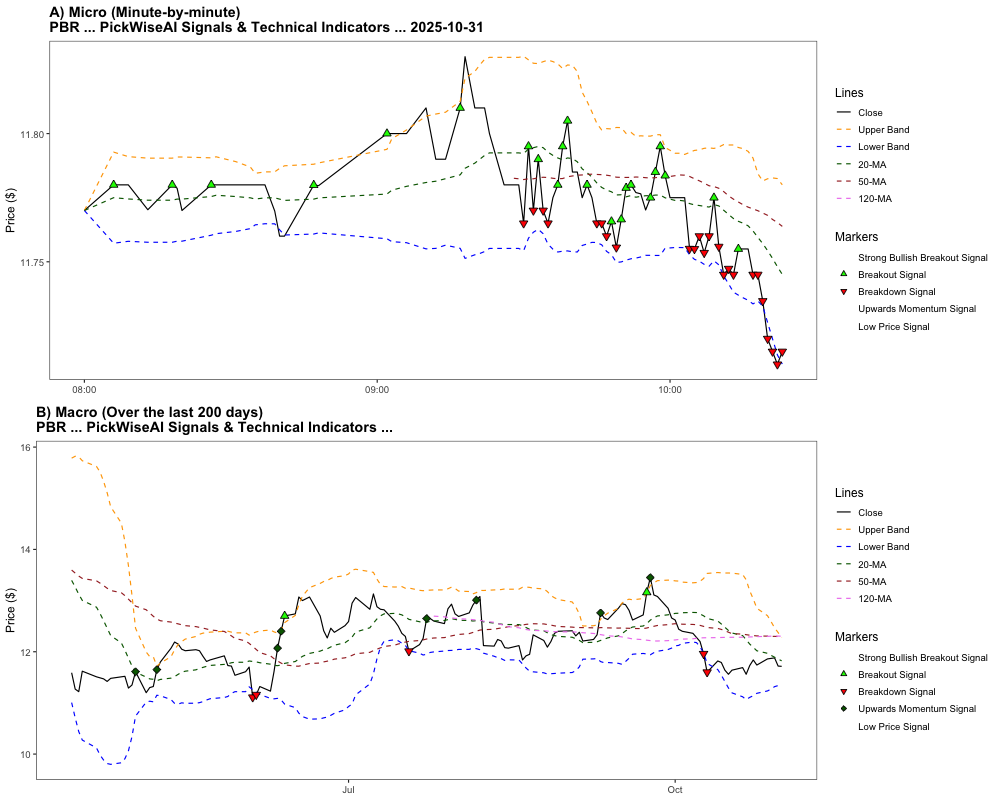 A) Micro (Minute-by-minute)
PBR ... PickWiseAI Signals & Technical Indicators ... 2025-10-31
Price ($)
11.80
11.75
08:00
09:00
10:00
Lines
Close
Upper Band
Lower Band
20-MA
50-MA
120-MA
Markers
Strong Bullish Breakout Signal
Breakout Signal
Breakdown Signal
Upwards Momentum Signal
Low Price Signal
B) Macro (Over the last 200 days)
PBR ... PickWiseAI Signals & Technical Indicators ...
Price ($)
16
14
12
10
Jul
Oct
Lines
Close
Upper Band
Lower Band
20-MA
50-MA
120-MA
Markers
Strong Bullish Breakout Signal
Breakout Signal
Breakdown Signal
Upwards Momentum Signal
Low Price Signal